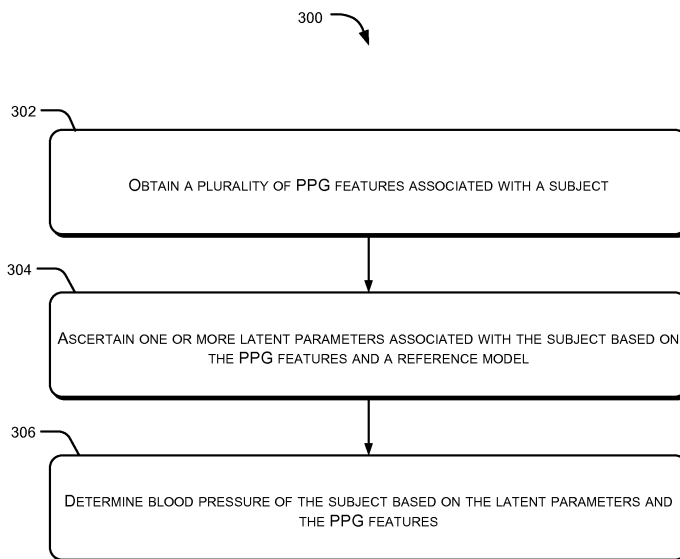 300
302
OBTAIN A PLURALITY OF PPG FEATURES ASSOCIATED WITH A SUBJECT
304
ASCERTAIN ONE OR MORE LATENT PARAMETERS ASSOCIATED WITH THE SUBJECT BASED ON
THE PPG FEATURES AND A REFERENCE MODEL
306
DETERMINE BLOOD PRESSURE OF THE SUBJECT BASED ON THE LATENT PARAMETERS AND
THE PPG FEATURES